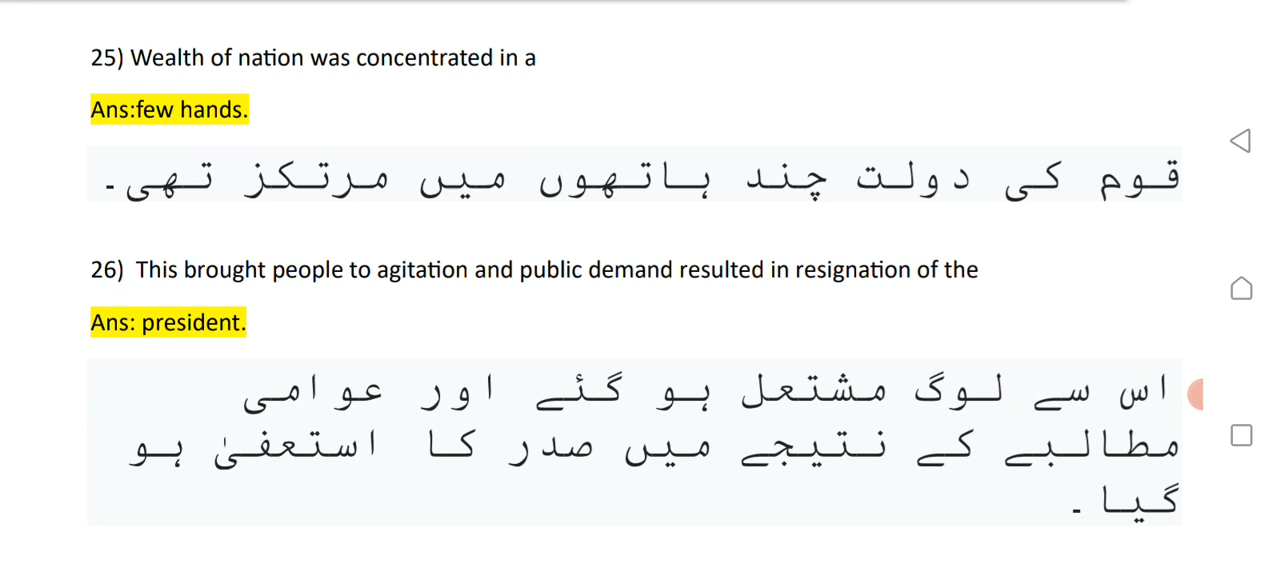 25) Wealth of nation was concentrated in a
Ans:few hands.
قوم کی دولت چند ہاتھوں میں مرتکز تھی۔
26)  This brought people to agitation and public demand resulted in resignation of the
Ans: president.
اس سے لوگ مشتعل ہو گئے اور عوامی
مطالبے کے نتیجے میں صدر کا استعفیٰ ہو
گیا۔